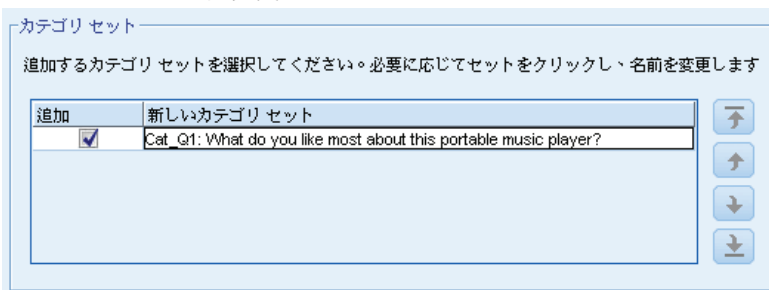 カテゴリ セット
追加するカテゴリ セットを選択してください。必要に応じてセットをクリックし、名前を変更します
追加 新しいカテゴリ セット
Cat_Q1: What do you like most about this portable music player?